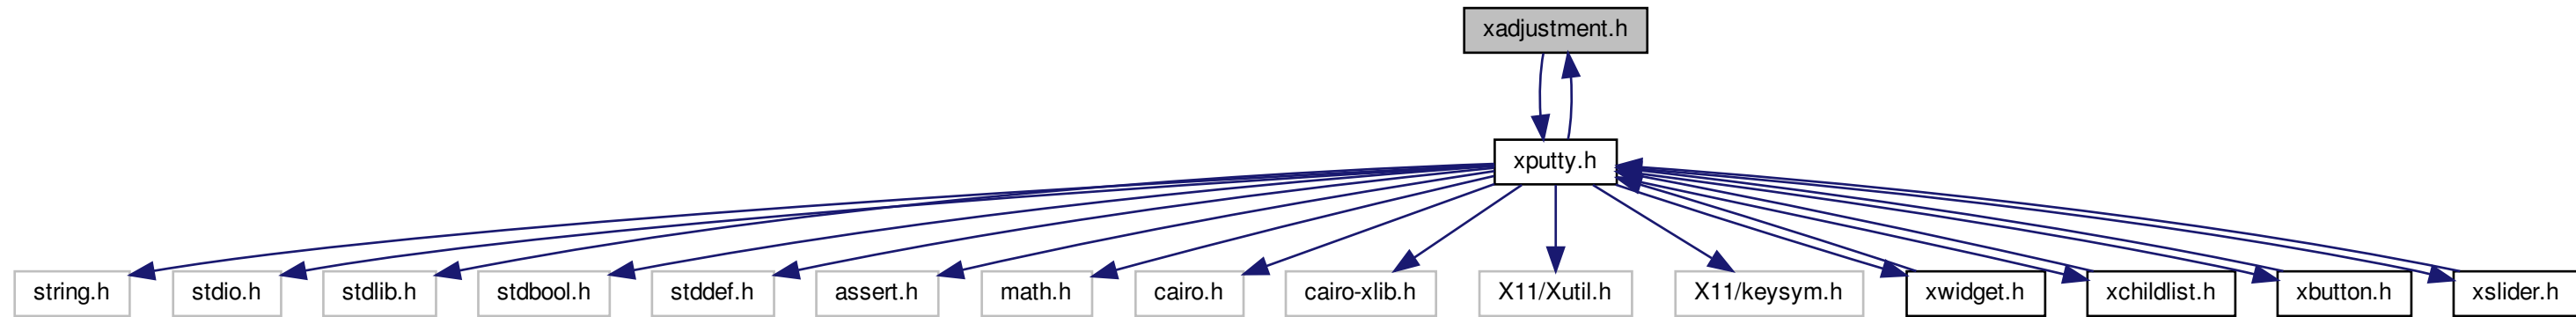 xadjustment.h
xputty.h
string.h
stdio.h
stdlib.h
stdbool.h
stddef.h
assert.h
math.h
cairo.h
cairo-xlib.h
X11/Xutil.h
X11/keysym.h
xwidget.h
xchildlist.h
xbutton.h
xslider.h